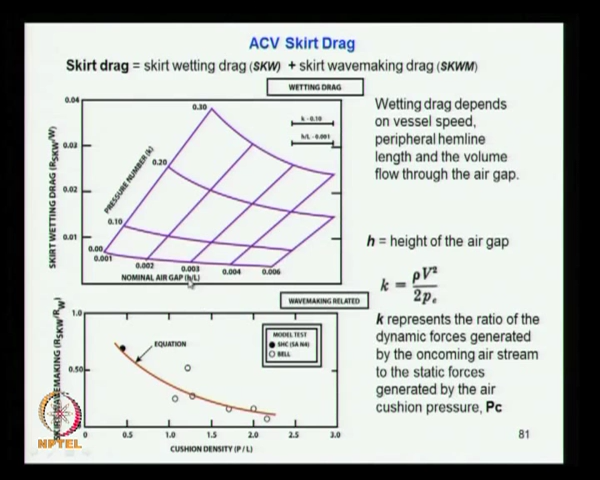 ACV Skirt Drag
Skirt drag = skirt wetting drag (SKW) + skirt wavemaking drag (SKWM)
WETTING DRAG
0.04
0.03
0.02
0.01
SKIRT WETTING DRAG (RSKW/W)
0.30
0.20
0.10
0.00
PRESSURE NUMBER (k)
k - 0.10
h/L - 0.001
0.001
0.002
0.003
0.004
0.006
NOMINAL AIR GAP (h/L)
Wetting drag depends
on vessel speed,
peripheral hemline
length and the volume
flow through the air gap.
h = height of the air gap
k = ρV²
2pc
k represents the ratio of the
dynamic forces generated
by the oncoming air stream
to the static forces
generated by the air
cushion pressure, Pc
WAVEMAKING RELATED
1.0
0.50
WAVEMAKING (RSKW/RW)
EQUATION
MODEL TEST
SHC (SA N4)
BELL
0
0.5
1.0
1.5
2.0
2.5
3.0
CUSHION DENSITY (P / L)
NPTEL
81